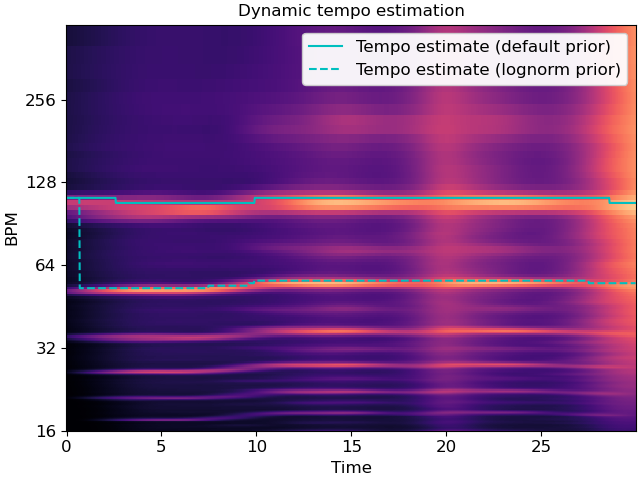 Dynamic tempo estimation
Tempo estimate (default prior)
Tempo estimate (lognorm prior)
256
128
64
32
16
BPM
0 5 10 15 20 25
Time